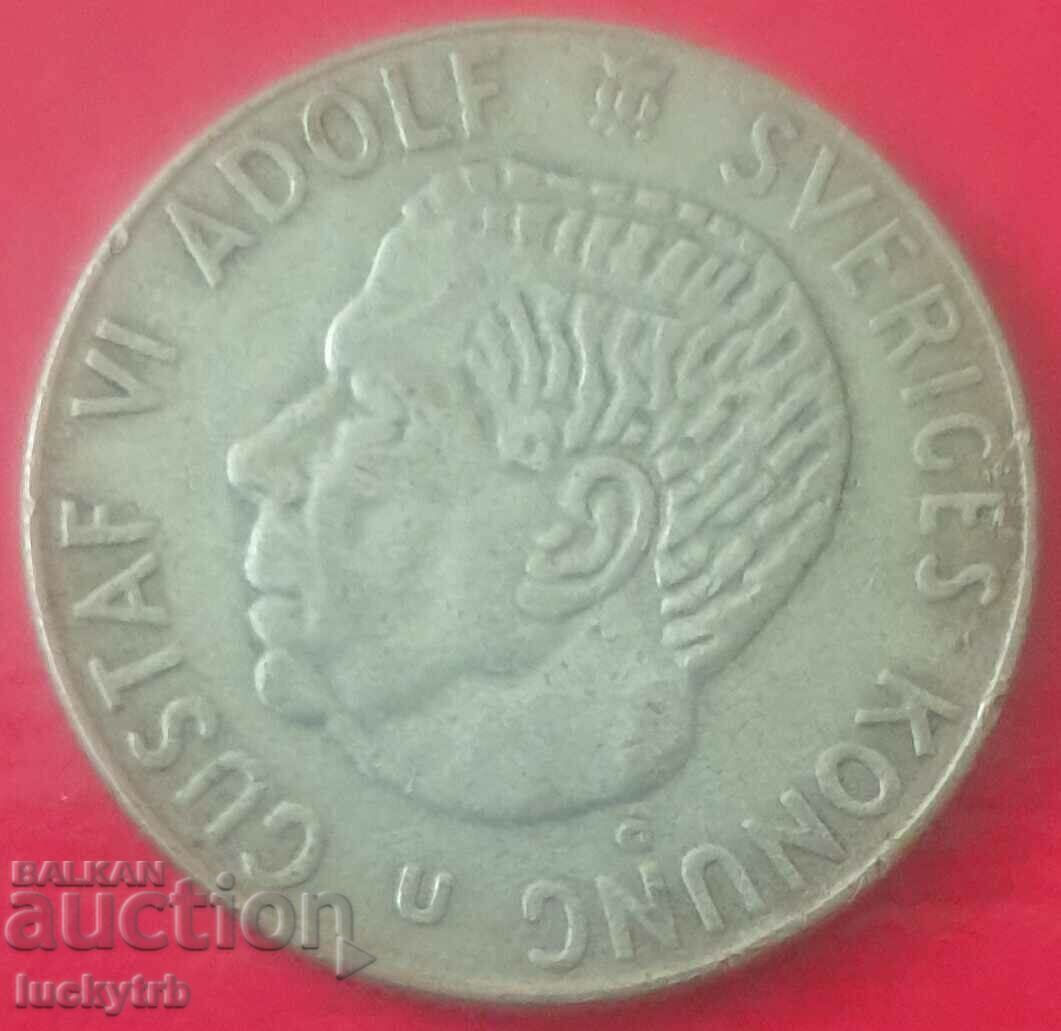 GUSTAF VI ADOLF SVERIGES KONUNG
U
BALKAN
auction
luckytrb